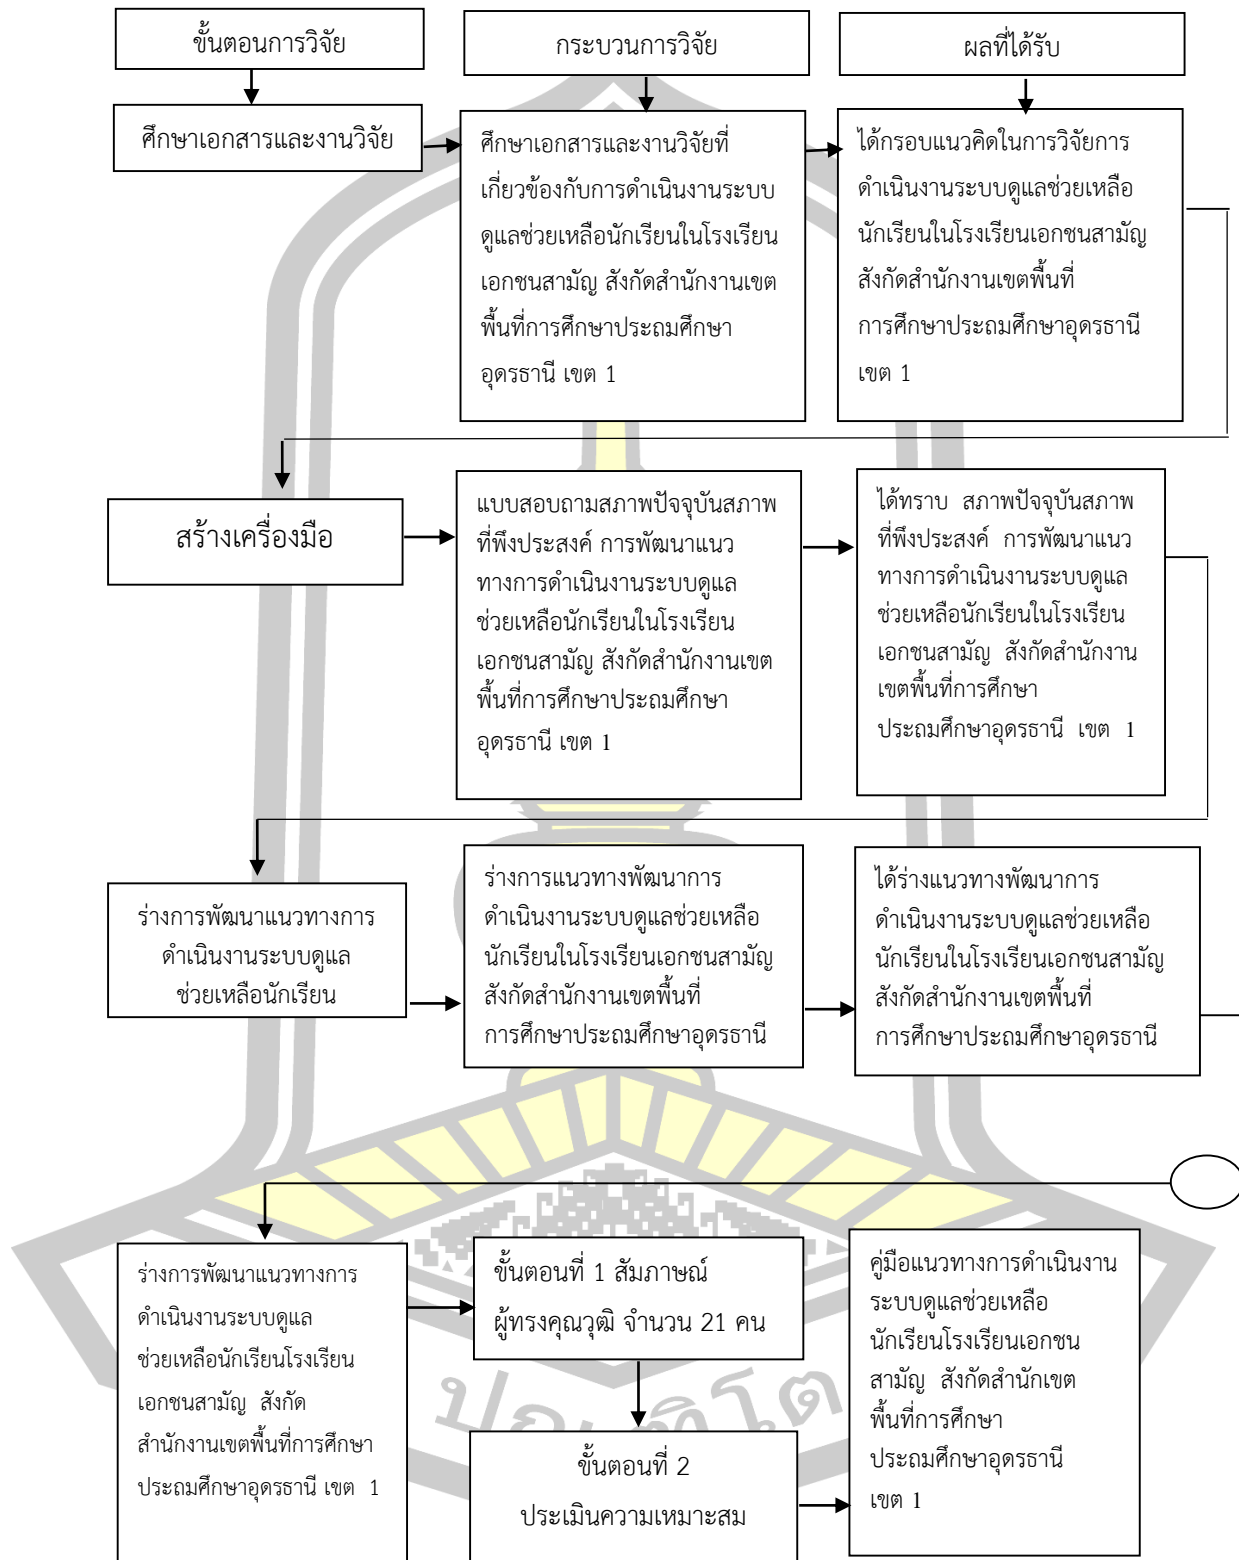 ขั้นตอนการวิจัย
กระบวนการวิจัย
ผลที่ได้รับ
ศึกษาเอกสารและงานวิจัย
ศึกษาเอกสารและงานวิจัยที่
เกี่ยวข้องกับการดำเนินงานระบบ
ดูแลช่วยเหลือนักเรียนในโรงเรียน
เอกชนสามัญ สังกัดสำนักงานเขต
พื้นที่การศึกษาประถมศึกษา
อุดรธานี เขต 1
ได้กรอบแนวคิดในการวิจัยการ
ดำเนินงานระบบดูแลช่วยเหลือ
นักเรียนในโรงเรียนเอกชนสามัญ
สังกัดสำนักงานเขตพื้นที่
การศึกษาประถมศึกษาอุดรธานี
เขต 1
สร้างเครื่องมือ
แบบสอบถามสภาพปัจจุบันสภาพ
ที่พึงประสงค์ การพัฒนาแนว
ทางการดำเนินงานระบบดูแล
ช่วยเหลือนักเรียนในโรงเรียน
เอกชนสามัญ สังกัดสำนักงานเขต
พื้นที่การศึกษาประถมศึกษา
อุดรธานี เขต 1
ได้ทราบ สภาพปัจจุบันสภาพ
ที่พึงประสงค์ การพัฒนาแนว
ทางการดำเนินงานระบบดูแล
ช่วยเหลือนักเรียนในโรงเรียน
เอกชนสามัญ สังกัดสำนักงาน
เขตพื้นที่การศึกษา
ประถมศึกษาอุดรธานี เขต 1
ร่างการพัฒนาแนวทางการ
ดำเนินงานระบบดูแล
ช่วยเหลือนักเรียน
ร่างการแนวทางพัฒนาการ
ดำเนินงานระบบดูแลช่วยเหลือ
นักเรียนในโรงเรียนเอกชนสามัญ
สังกัดสำนักงานเขตพื้นที่
การศึกษาประถมศึกษาอุดรธานี
ได้ร่างแนวทางพัฒนาการ
ดำเนินงานระบบดูแลช่วยเหลือ
นักเรียนในโรงเรียนเอกชนสามัญ
สังกัดสำนักงานเขตพื้นที่
การศึกษาประถมศึกษาอุดรธานี
ร่างการพัฒนาแนวทางการ
ดำเนินงานระบบดูแล
ช่วยเหลือนักเรียนโรงเรียน
เอกชนสามัญ สังกัด
สำนักงานเขตพื้นที่การศึกษา
ประถมศึกษาอุดรธานี เขต 1
ขั้นตอนที่ 1 สัมภาษณ์
ผู้ทรงคุณวุฒิ จำนวน 21 คน
ขั้นตอนที่ 2
ประเมินความเหมาะสม
คู่มือแนวทางการดำเนินงาน
ระบบดูแลช่วยเหลือ
นักเรียนโรงเรียนเอกชน
สามัญ สังกัดสำนักเขต
พื้นที่การศึกษา
ประถมศึกษาอุดรธานี
เขต 1